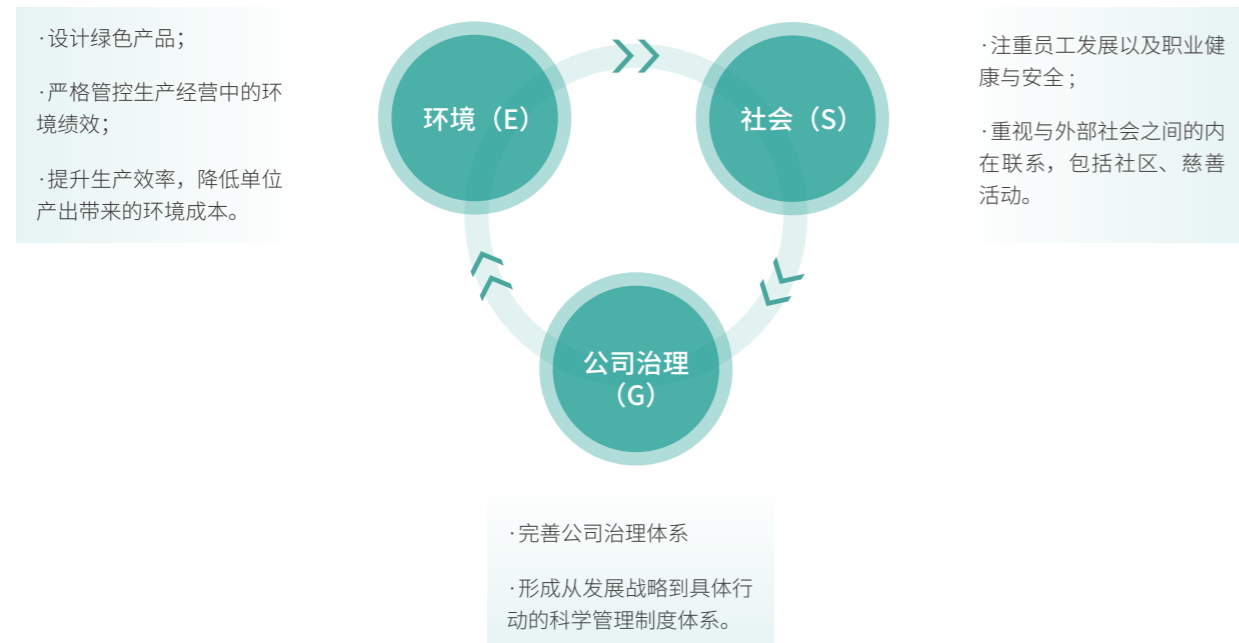 ·设计绿色产品；
·严格管控生产经营中的环
境绩效；
·提升生产效率，降低单位
产出带来的环境成本。
环境（E）
社会（S）
·注重员工发展以及职业健
康与安全 ;
·重视与外部社会之间的内
在联系，包括社区、慈善
活动。
公司治理
（G）
·完善公司治理体系
·形成从发展战略到具体行
动的科学管理制度体系。